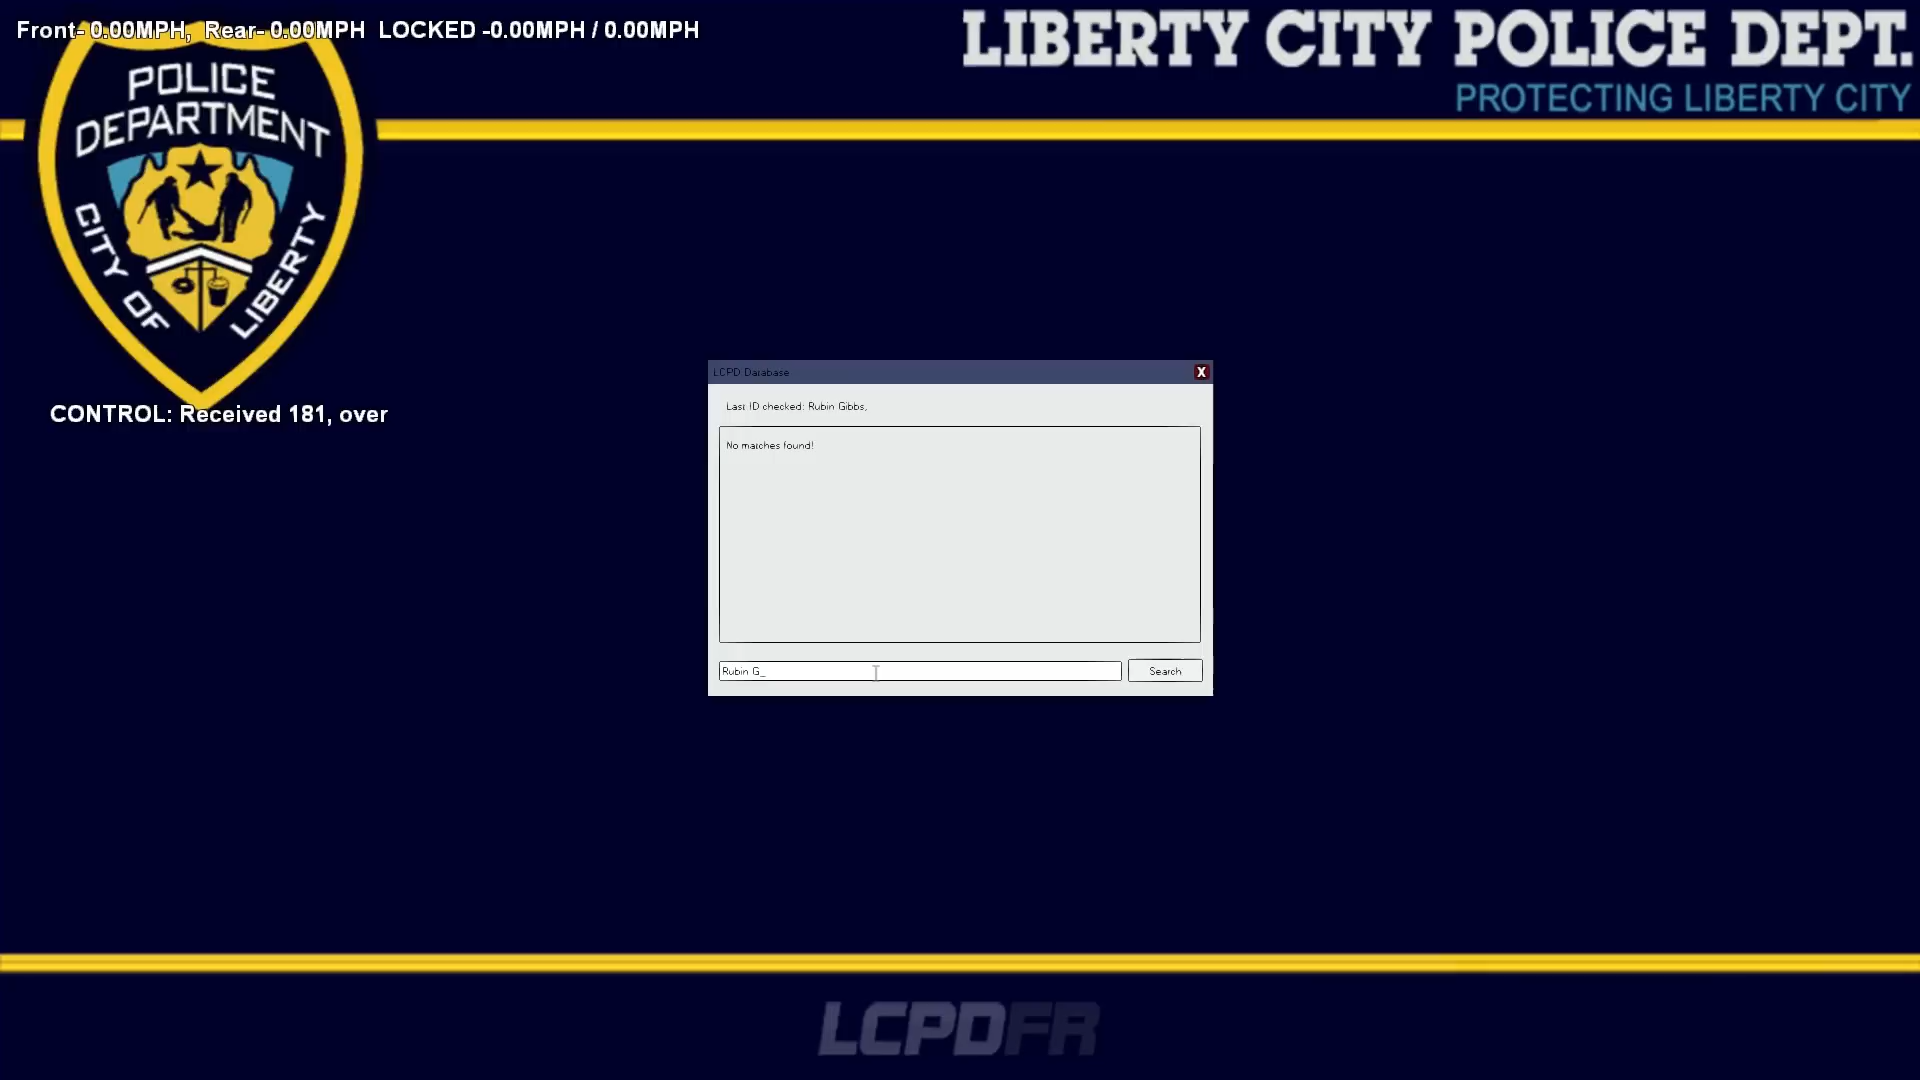 Front- 0.00MPH, Rear- 0.00MPH LOCKED -0.00MPH / 0.00MPH
LIBERTY CITY POLICE DEPT.
PROTECTING LIBERTY CITY
POLICE
DEPARTMENT
CITY OF LIBERTY
CONTROL: Received 181, over
LCPD Database
X
Last ID checked: Rubin Gibbs,
No matches found!
Rubin G_
Search
LCPDFR